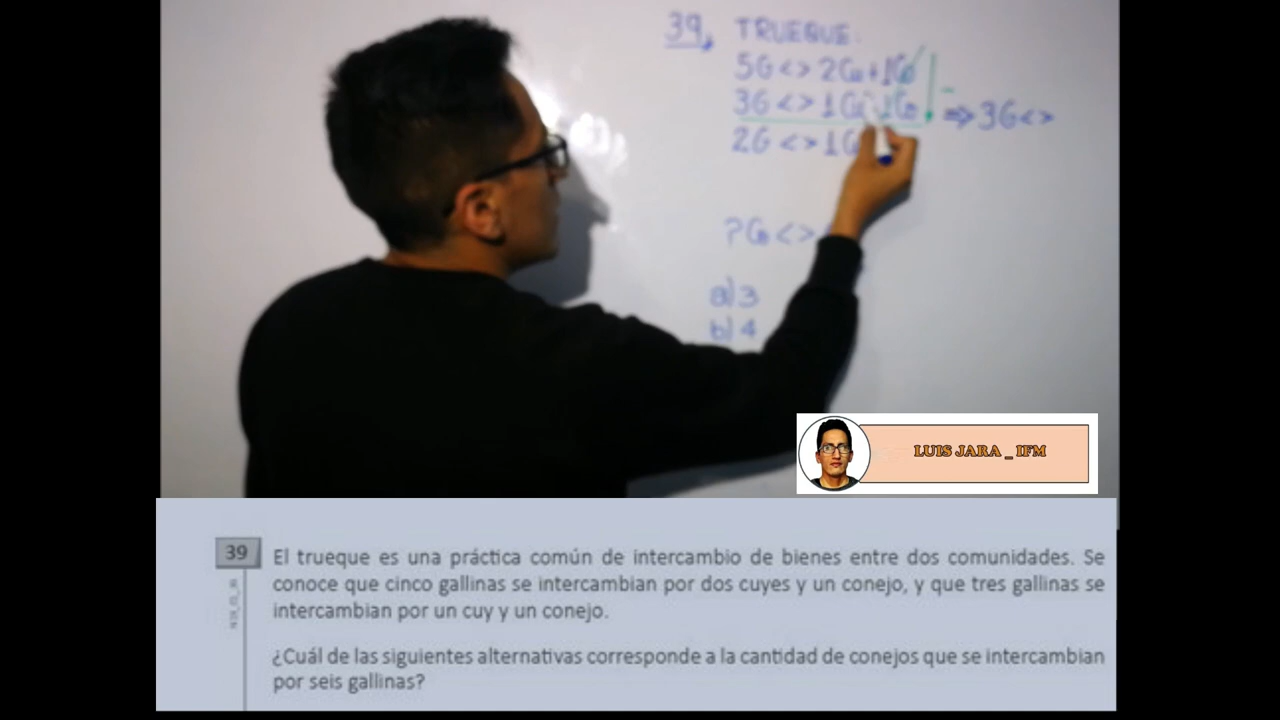 39, TRUEQUE.
5G <> 2Cu + 1Co
3G <> 1Cu + 1Co ⇒ 3G <>
2G <> 1C
?Co <>
a) 3
b) 4
LUIS JARA _ IFM
39 El trueque es una práctica común de intercambio de bienes entre dos comunidades. Se
conoce que cinco gallinas se intercambian por dos cuyes y un conejo, y que tres gallinas se
intercambian por un cuy y un conejo.
¿Cuál de las siguientes alternativas corresponde a la cantidad de conejos que se intercambian
por seis gallinas?